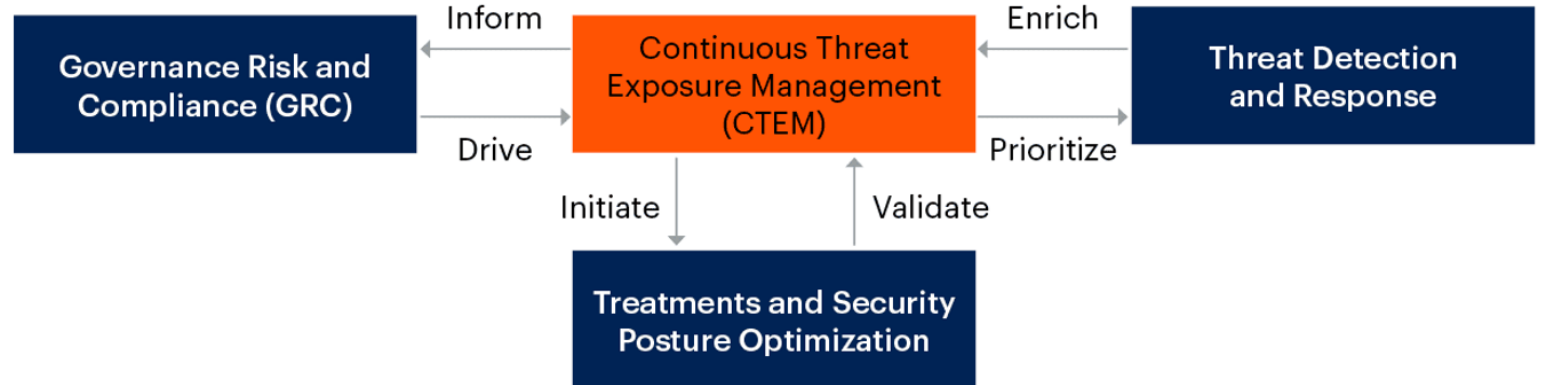 Inform
Enrich
Governance Risk and
Compliance (GRC)
Continuous Threat
Exposure Management
(CTEM)
Threat Detection
and Response
Drive
Prioritize
Initiate
Validate
Treatments and Security
Posture Optimization